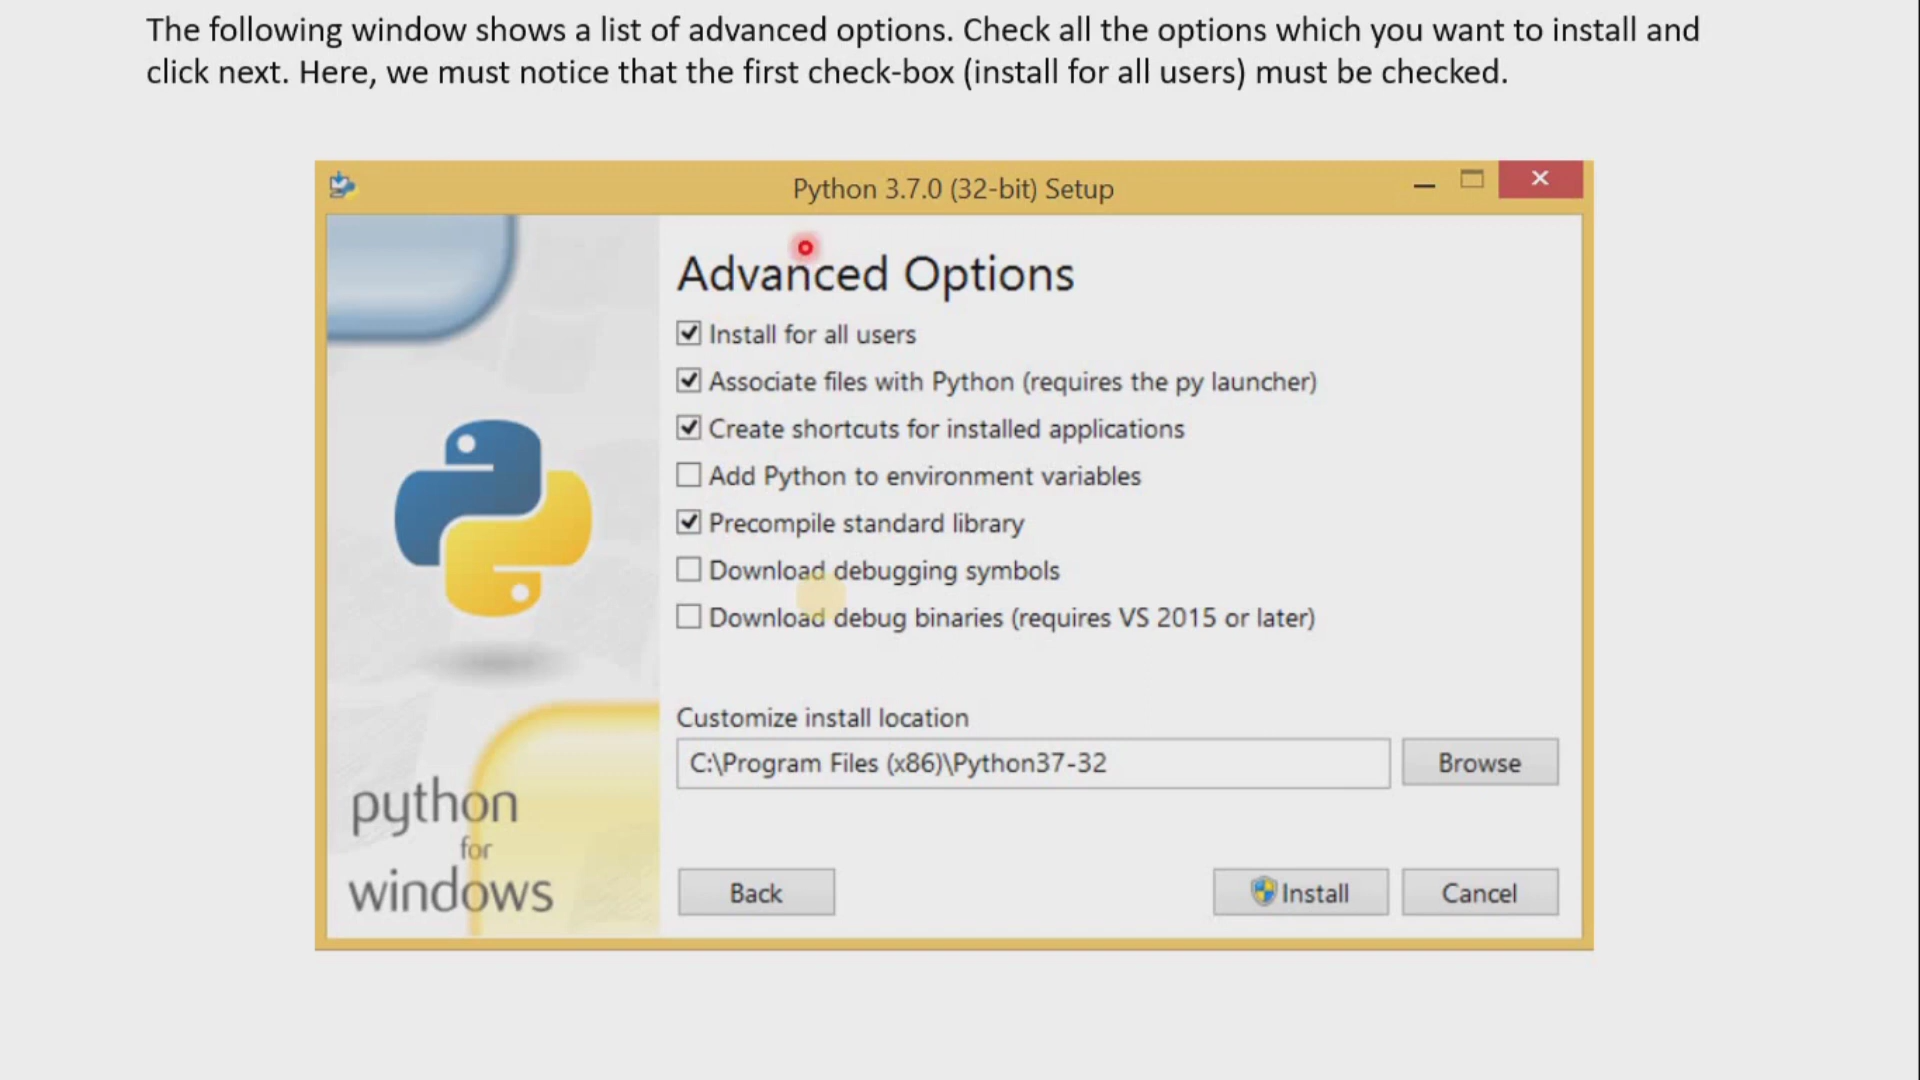 The following window shows a list of advanced options. Check all the options which you want to install and
click next. Here, we must notice that the first check-box (install for all users) must be checked.
Python 3.7.0 (32-bit) Setup
Advanced Options
Install for all users
Associate files with Python (requires the py launcher)
Create shortcuts for installed applications
Add Python to environment variables
Precompile standard library
Download debugging symbols
Download debug binaries (requires VS 2015 or later)
Customize install location
C:\Program Files (x86)\Python37-32
Browse
python
for
windows
Back
Install
Cancel